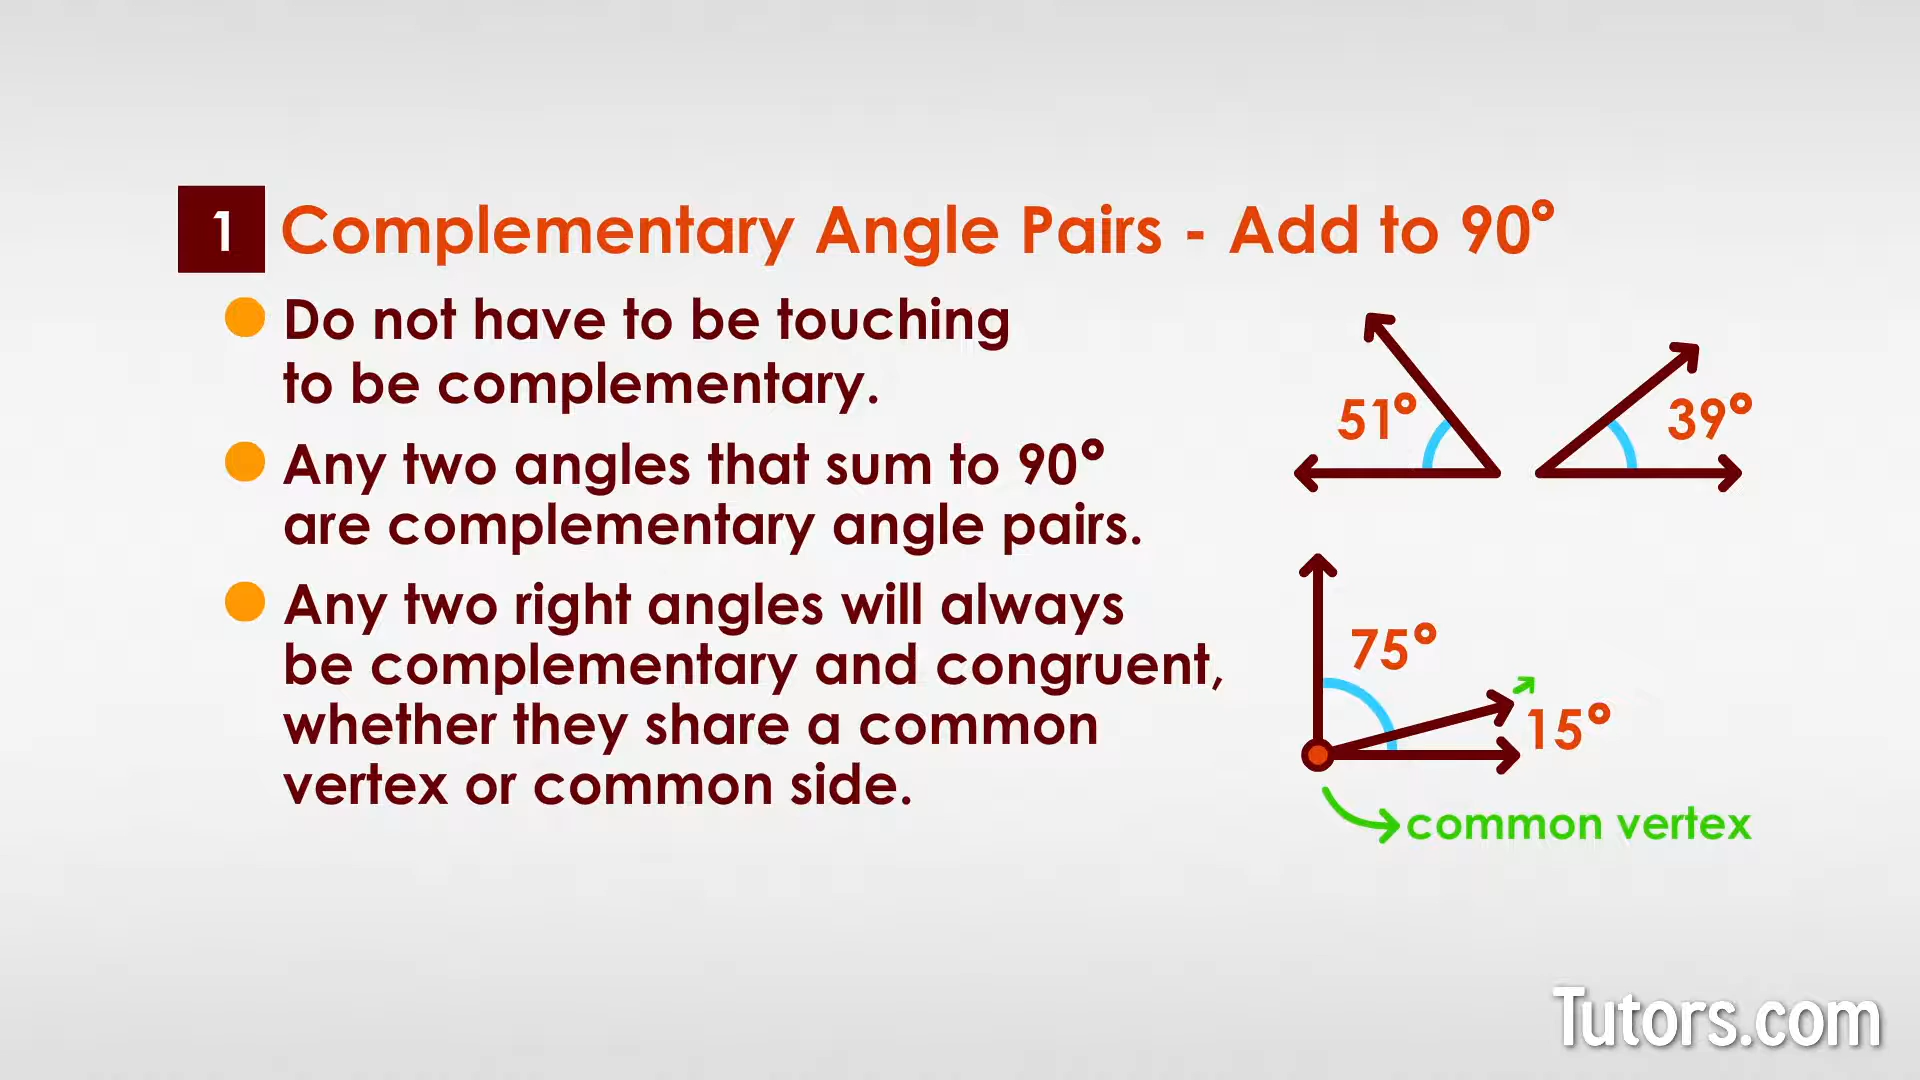 1 Complementary Angle Pairs - Add to 90°
Do not have to be touching
to be complementary.
Any two angles that sum to 90°
are complementary angle pairs.
Any two right angles will always
be complementary and congruent,
whether they share a common
vertex or common side.
51° 39°
75°
15°
common vertex
Tutors.com